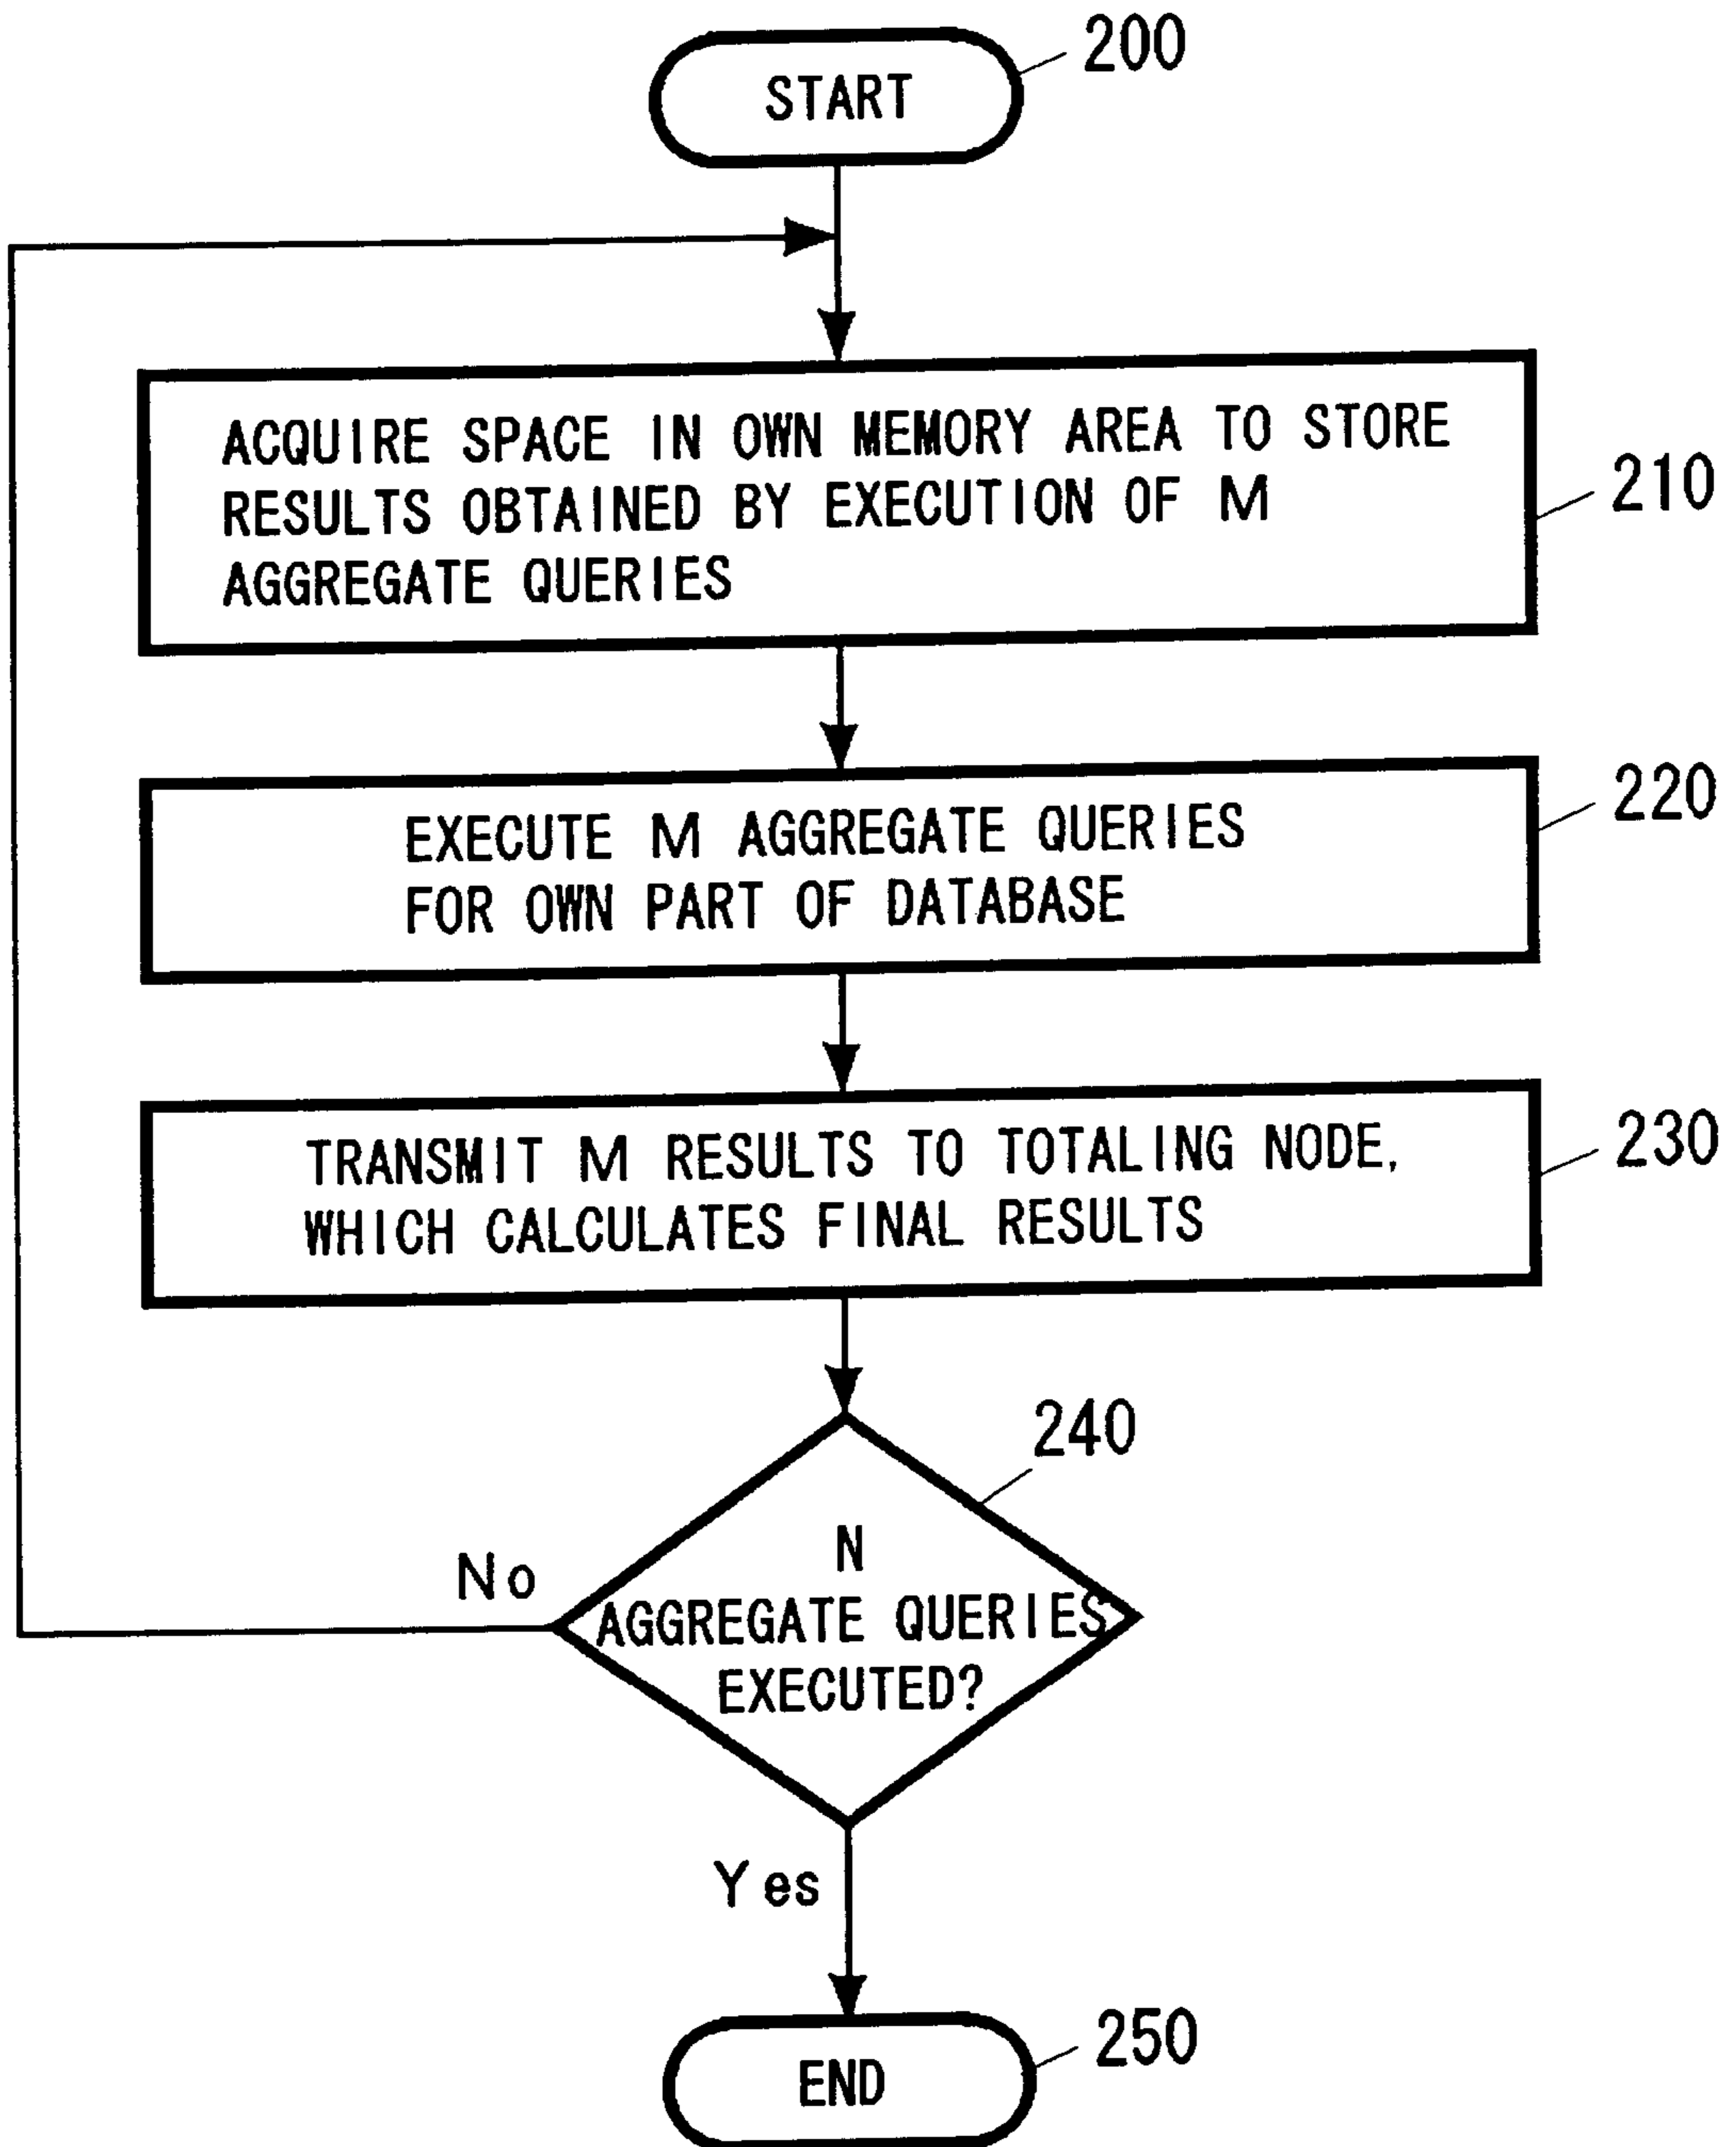 200
START
ACQUIRE SPACE IN OWN MEMORY AREA TO STORE
RESULTS OBTAINED BY EXECUTION OF M
AGGREGATE QUERIES
210
EXECUTE M AGGREGATE QUERIES
FOR OWN PART OF DATABASE
220
TRANSMIT M RESULTS TO TOTALING NODE,
WHICH CALCULATES FINAL RESULTS
230
240
N
AGGREGATE QUERIES
EXECUTED?
No
Yes
END
250